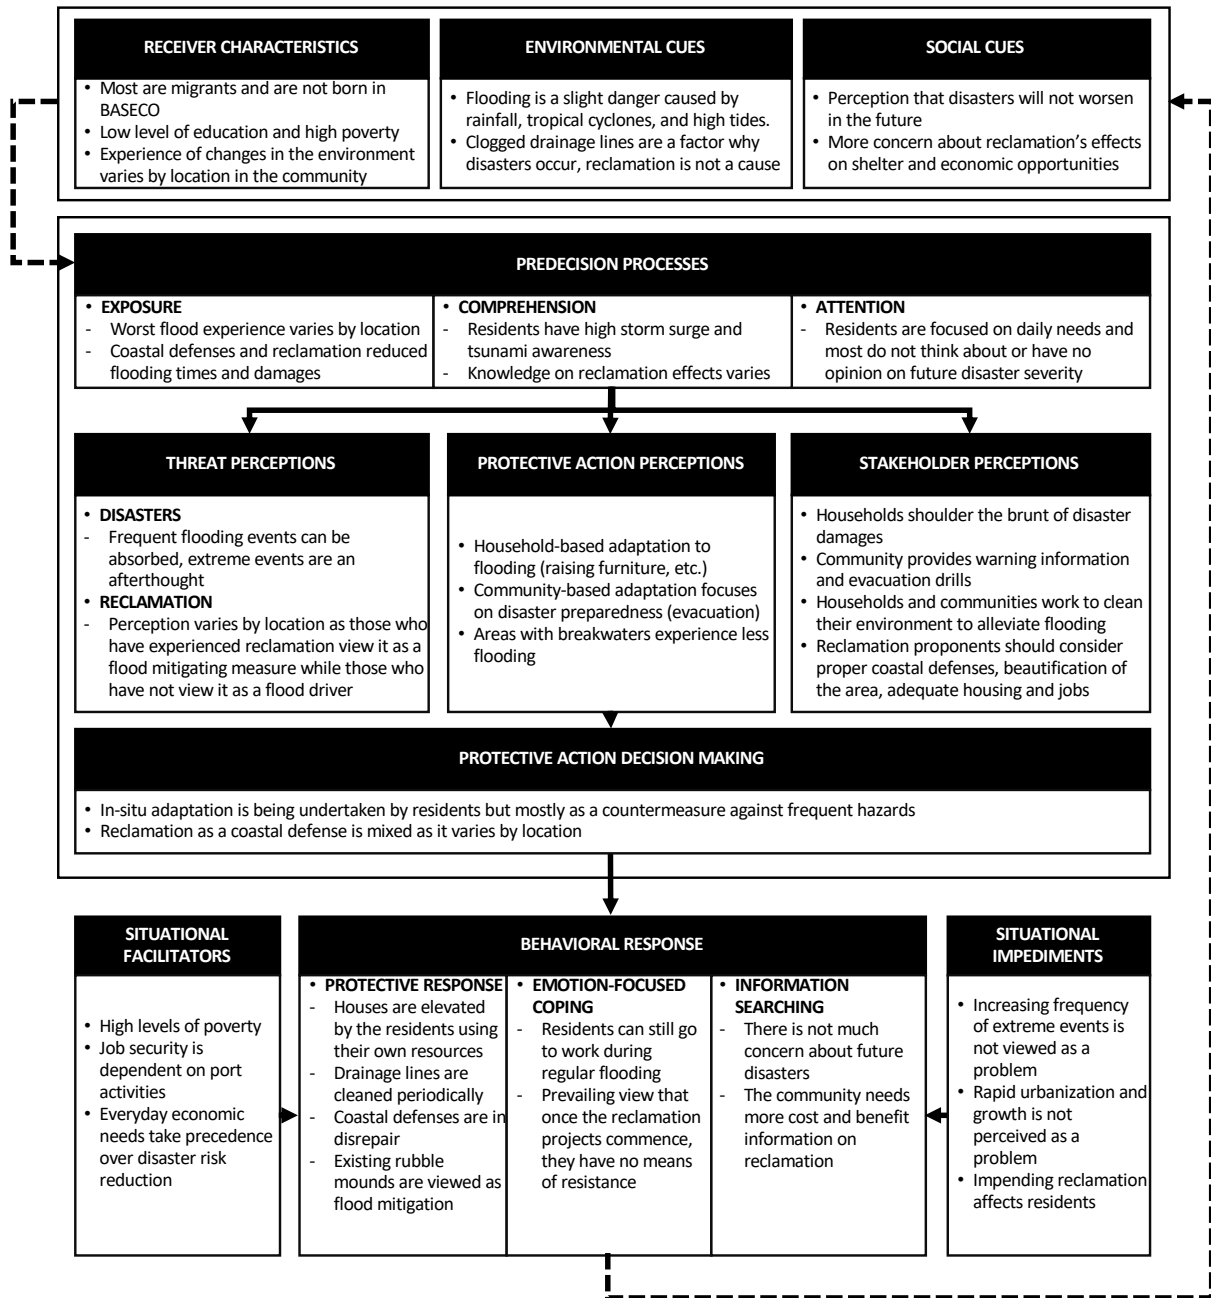 RECEIVER CHARACTERISTICS
• Most are migrants and are not born in
BASECO
• Low level of education and high poverty
• Experience of changes in the environment
varies by location in the community
ENVIRONMENTAL CUES
• Flooding is a slight danger caused by
rainfall, tropical cyclones, and high tides.
• Clogged drainage lines are a factor why
disasters occur, reclamation is not a cause
SOCIAL CUES
• Perception that disasters will not worsen
in the future
• More concern about reclamation’s effects
on shelter and economic opportunities
PREDECISION PROCESSES
• EXPOSURE
- Worst flood experience varies by location
- Coastal defenses and reclamation reduced
flooding times and damages
• COMPREHENSION
- Residents have high storm surge and
tsunami awareness
- Knowledge on reclamation effects varies
• ATTENTION
- Residents are focused on daily needs and
most do not think about or have no
opinion on future disaster severity
THREAT PERCEPTIONS
• DISASTERS
- Frequent flooding events can be
absorbed, extreme events are an
afterthought
• RECLAMATION
- Perception varies by location as those who
have experienced reclamation view it as a
flood mitigating measure while those who
have not view it as a flood driver
PROTECTIVE ACTION PERCEPTIONS
• Household-based adaptation to
flooding (raising furniture, etc.)
• Community-based adaptation focuses
on disaster preparedness (evacuation)
• Areas with breakwaters experience less
flooding
STAKEHOLDER PERCEPTIONS
• Households shoulder the brunt of disaster
damages
• Community provides warning information
and evacuation drills
• Households and communities work to clean
their environment to alleviate flooding
• Reclamation proponents should consider
proper coastal defenses, beautification of
the area, adequate housing and jobs
PROTECTIVE ACTION DECISION MAKING
• In-situ adaptation is being undertaken by residents but mostly as a countermeasure against frequent hazards
• Reclamation as a coastal defense is mixed as it varies by location
SITUATIONAL
FACILITATORS
• High levels of poverty
• Job security is
dependent on port
activities
• Everyday economic
needs take precedence
over disaster risk
reduction
BEHAVIORAL RESPONSE
• PROTECTIVE RESPONSE
- Houses are elevated
by the residents using
their own resources
- Drainage lines are
cleaned periodically
- Coastal defenses are in
disrepair
- Existing rubble
mounds are viewed as
flood mitigation
• EMOTION-FOCUSED
COPING
- Residents can still go
to work during
regular flooding
- Prevailing view that
once the reclamation
projects commence,
they have no means
of resistance
• INFORMATION
SEARCHING
- There is not much
concern about future
disasters
- The community needs
more cost and benefit
information on
reclamation
SITUATIONAL
IMPEDIMENTS
• Increasing frequency
of extreme events is
not viewed as a
problem
• Rapid urbanization and
growth is not
perceived as a
problem
• Impending reclamation
affects residents